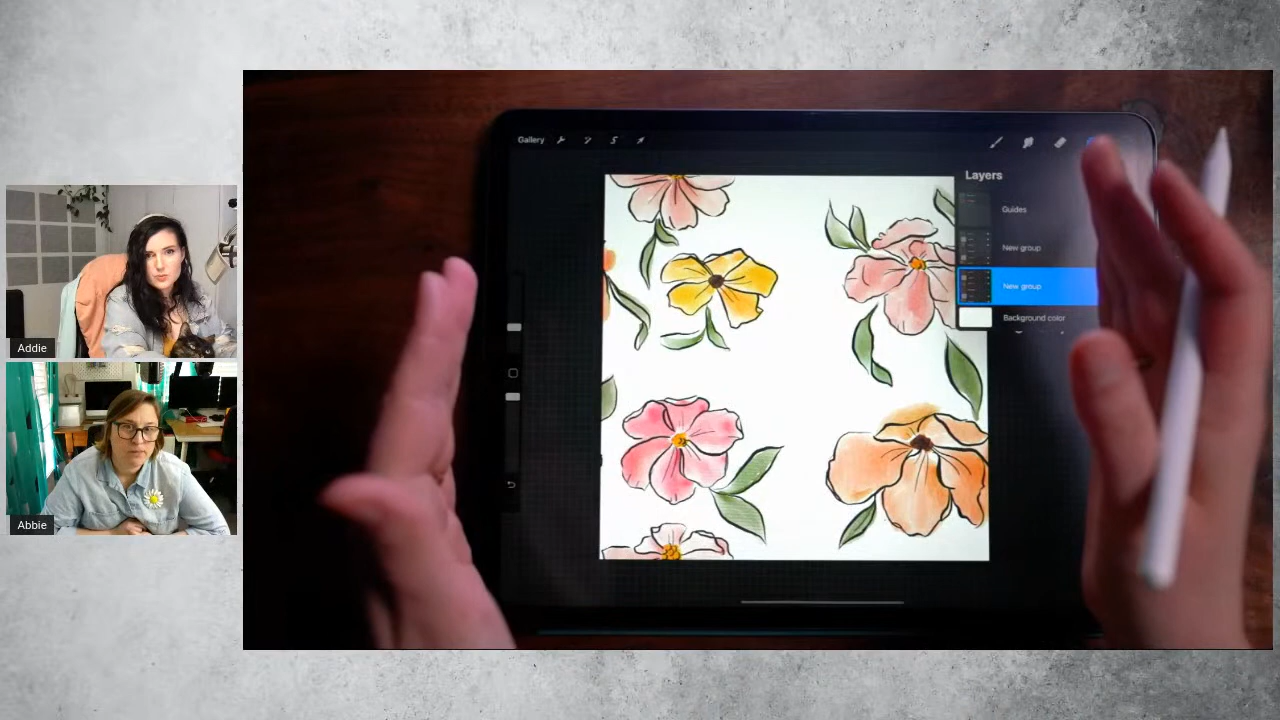 Gallery
Layers
Guides
New group
New group
Background color
Addie
Abbie